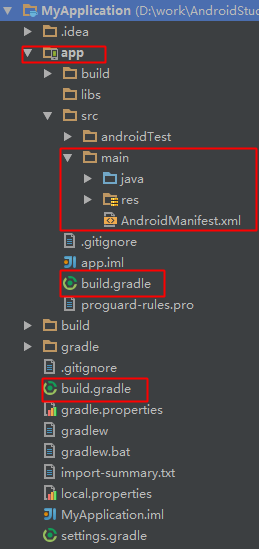 MyApplication (D:\work\AndroidStud
.idea
app
build
libs
src
androidTest
main
java
res
AndroidManifest.xml
.gitignore
app.iml
build.gradle
proguard-rules.pro
build
gradle
.gitignore
build.gradle
gradle.properties
gradlew
gradlew.bat
import-summary.txt
local.properties
MyApplication.iml
settings.gradle